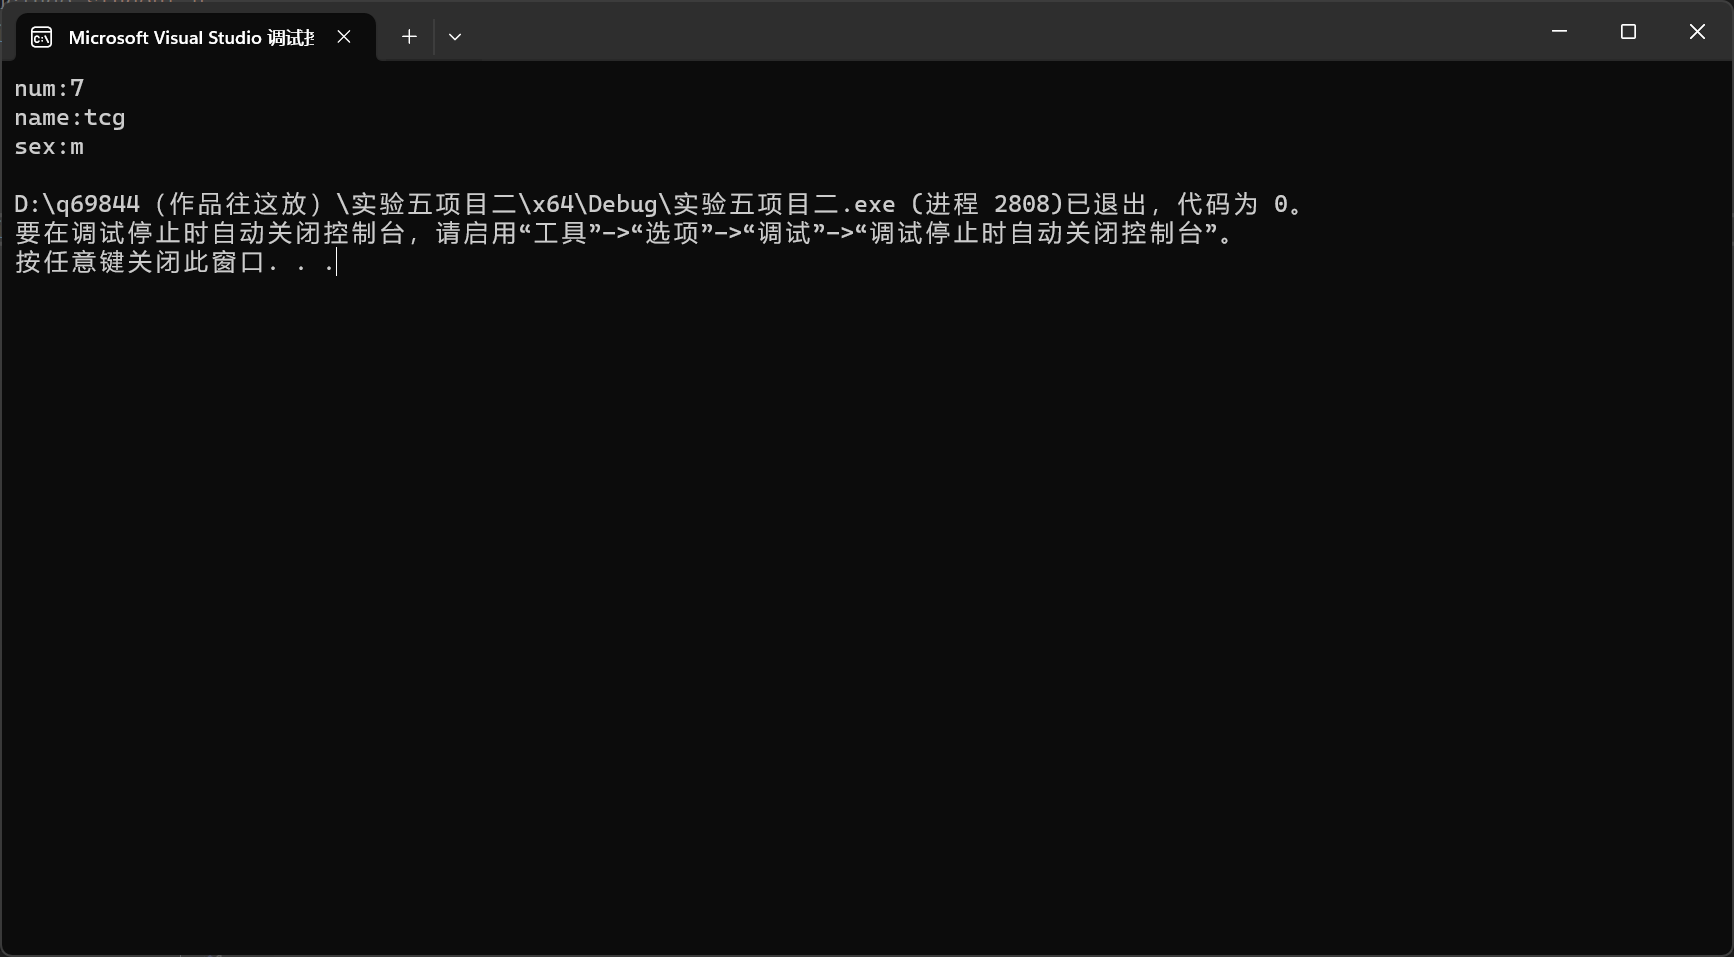 Microsoft Visual Studio 调试
num:7
name:tcg
sex:m
D:\q69844（作品往这放）\实验五项目二\x64\Debug\实验五项目二.exe (进程 2808)已退出，代码为 0。
要在调试停止时自动关闭控制台，请启用“工具”->“选项”->“调试”->“调试停止时自动关闭控制台”。
按任意键关闭此窗口. . .